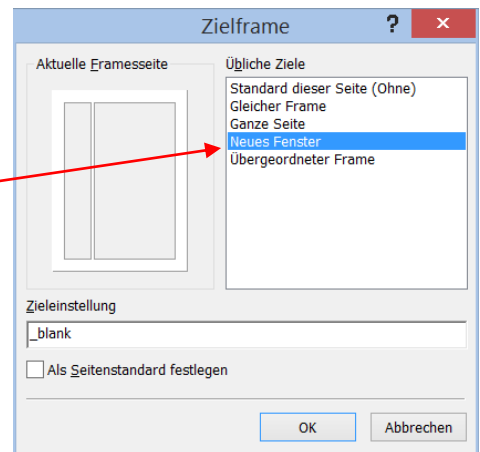 Zielframe
?
×
Aktuelle Framesseite
Übliche Ziele
Standard dieser Seite (Ohne)
Gleicher Frame
Ganze Seite
Neues Fenster
Übergeordneter Frame
Zieleinstellung
_blank
Als Seitenstandard festlegen
OK
Abbrechen